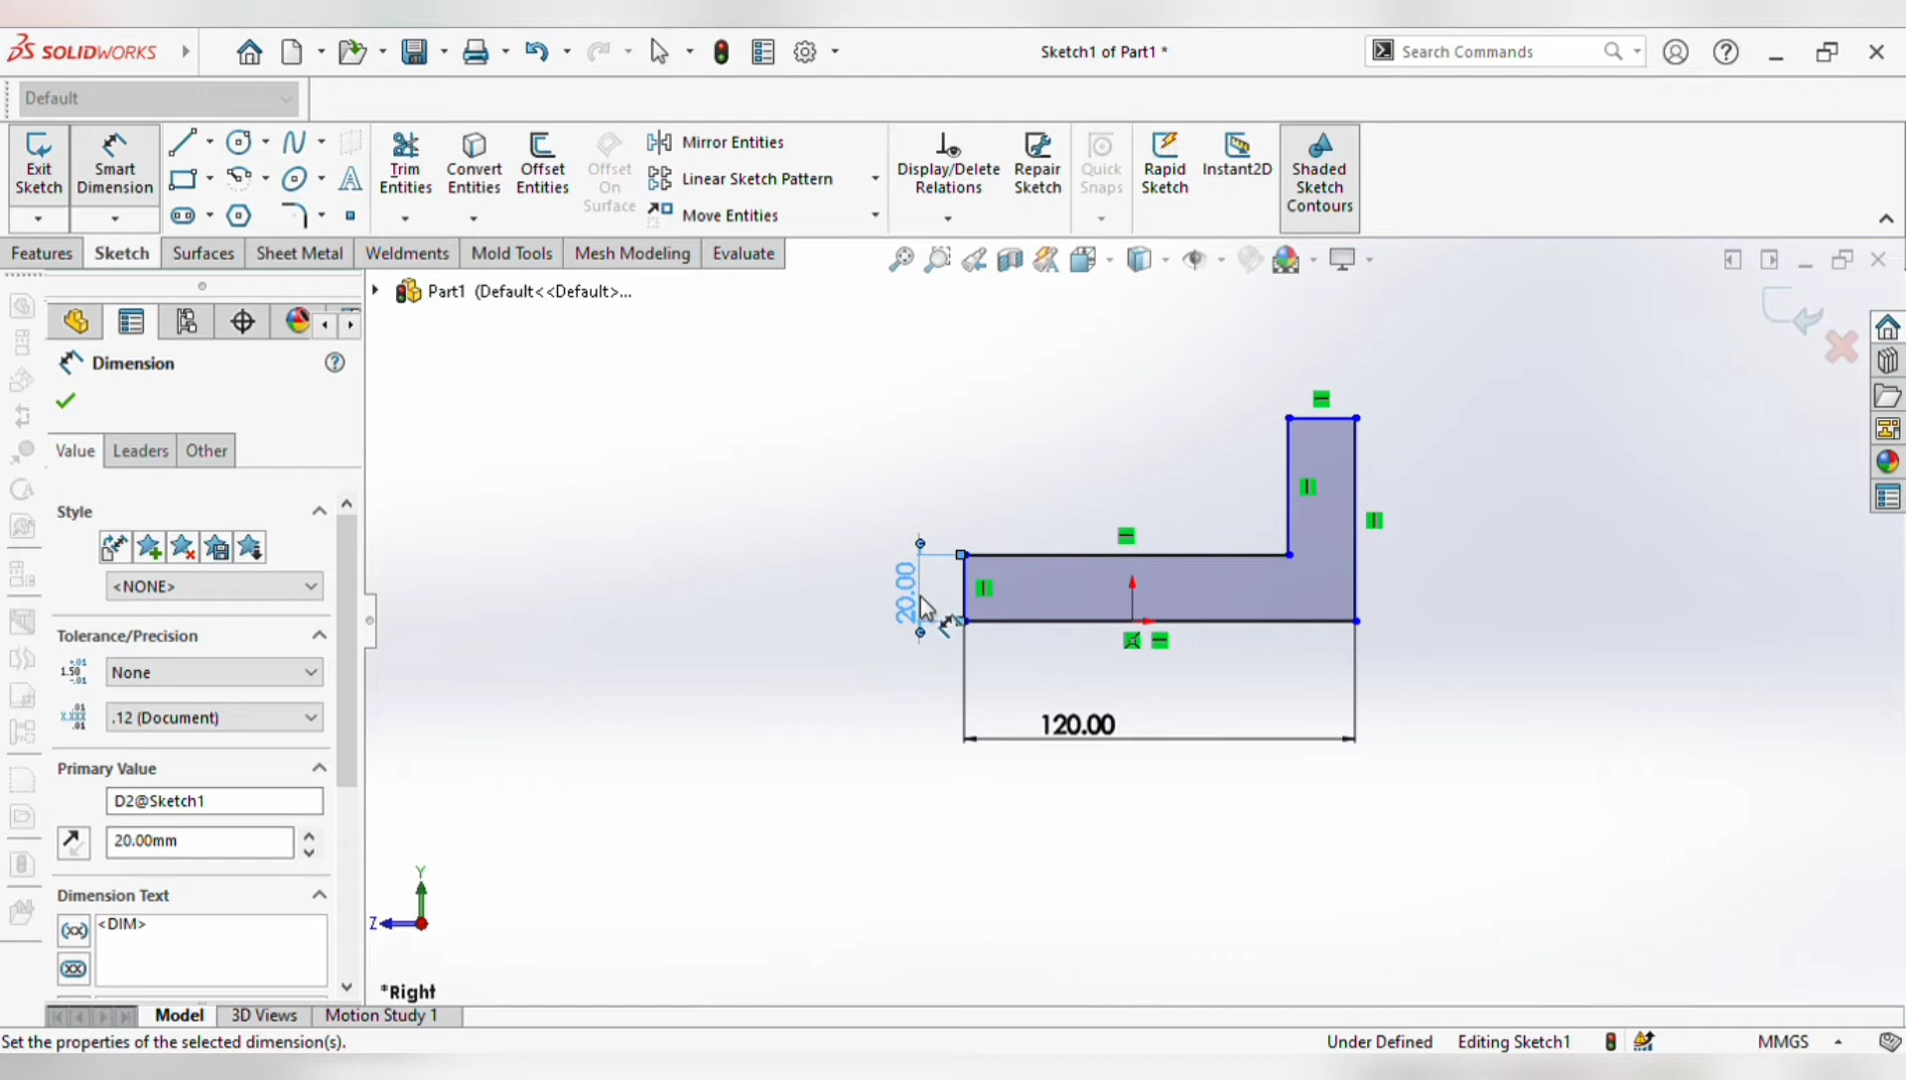 SOLIDWORKS
Sketch1 of Part1 *
Search Commands
Default
Exit Sketch
Smart Dimension
Trim Entities
Convert Entities
Offset Entities
Offset On Surface
Mirror Entities
Linear Sketch Pattern
Move Entities
Display/Delete Relations
Repair Sketch
Quick Snaps
Rapid Sketch
Instant2D
Shaded Sketch Contours
Features
Sketch
Surfaces
Sheet Metal
Weldments
Mold Tools
Mesh Modeling
Evaluate
Part1 (Default<<Default>...
Dimension
Value
Leaders
Other
Style
<NONE>
Tolerance/Precision
None
.12 (Document)
Primary Value
D2@Sketch1
20.00mm
Dimension Text
<DIM>
20.00
120.00
Y
Z
*Right
Model
3D Views
Motion Study 1
Set the properties of the selected dimension(s).
Under Defined
Editing Sketch1
MMGS